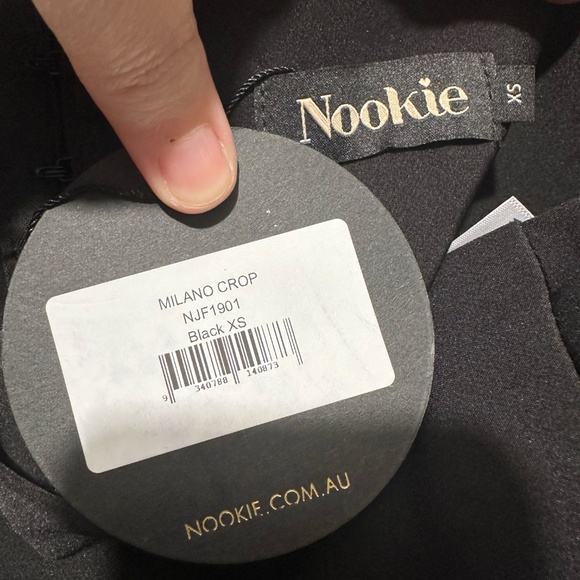 Nookie
XS
MILANO CROP
NJF1901
Black XS
9 340788 140873
NOOKIE.COM.AU